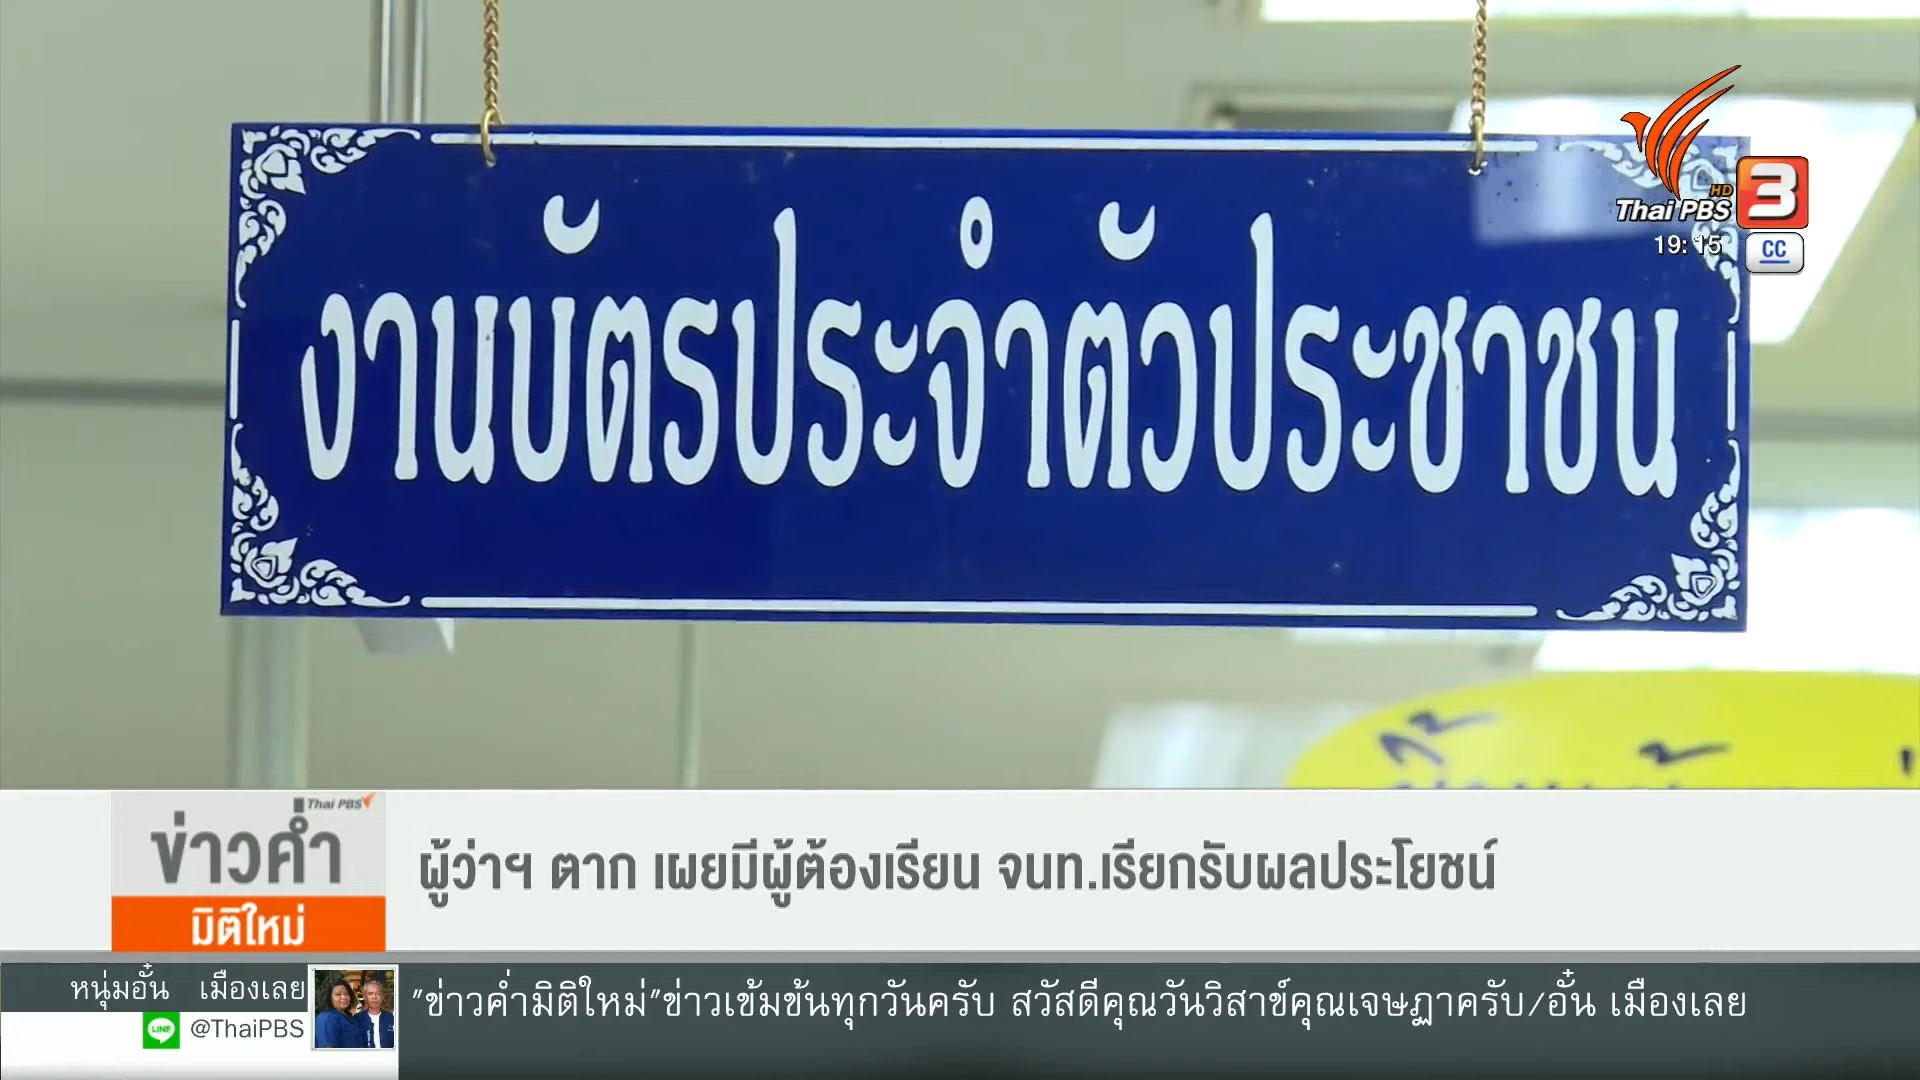 งานบัตรประจำตัวประชาชน
HD
Thai PBS
3
19:15
CC
Thai PBS
ข่าวค่ำ
มิติใหม่
ผู้ว่าฯ ตาก เผยมีผู้ต้องเรียน จนท.เรียกรับผลประโยชน์
หนุ่มอั๋น เมืองเลย
LINE @ThaiPBS
"ข่าวค่ำมิติใหม่"ข่าวเข้มข้นทุกวันครับ สวัสดีคุณวันวิสาข์คุณเจษฏาครับ/อั๋น เมืองเลย